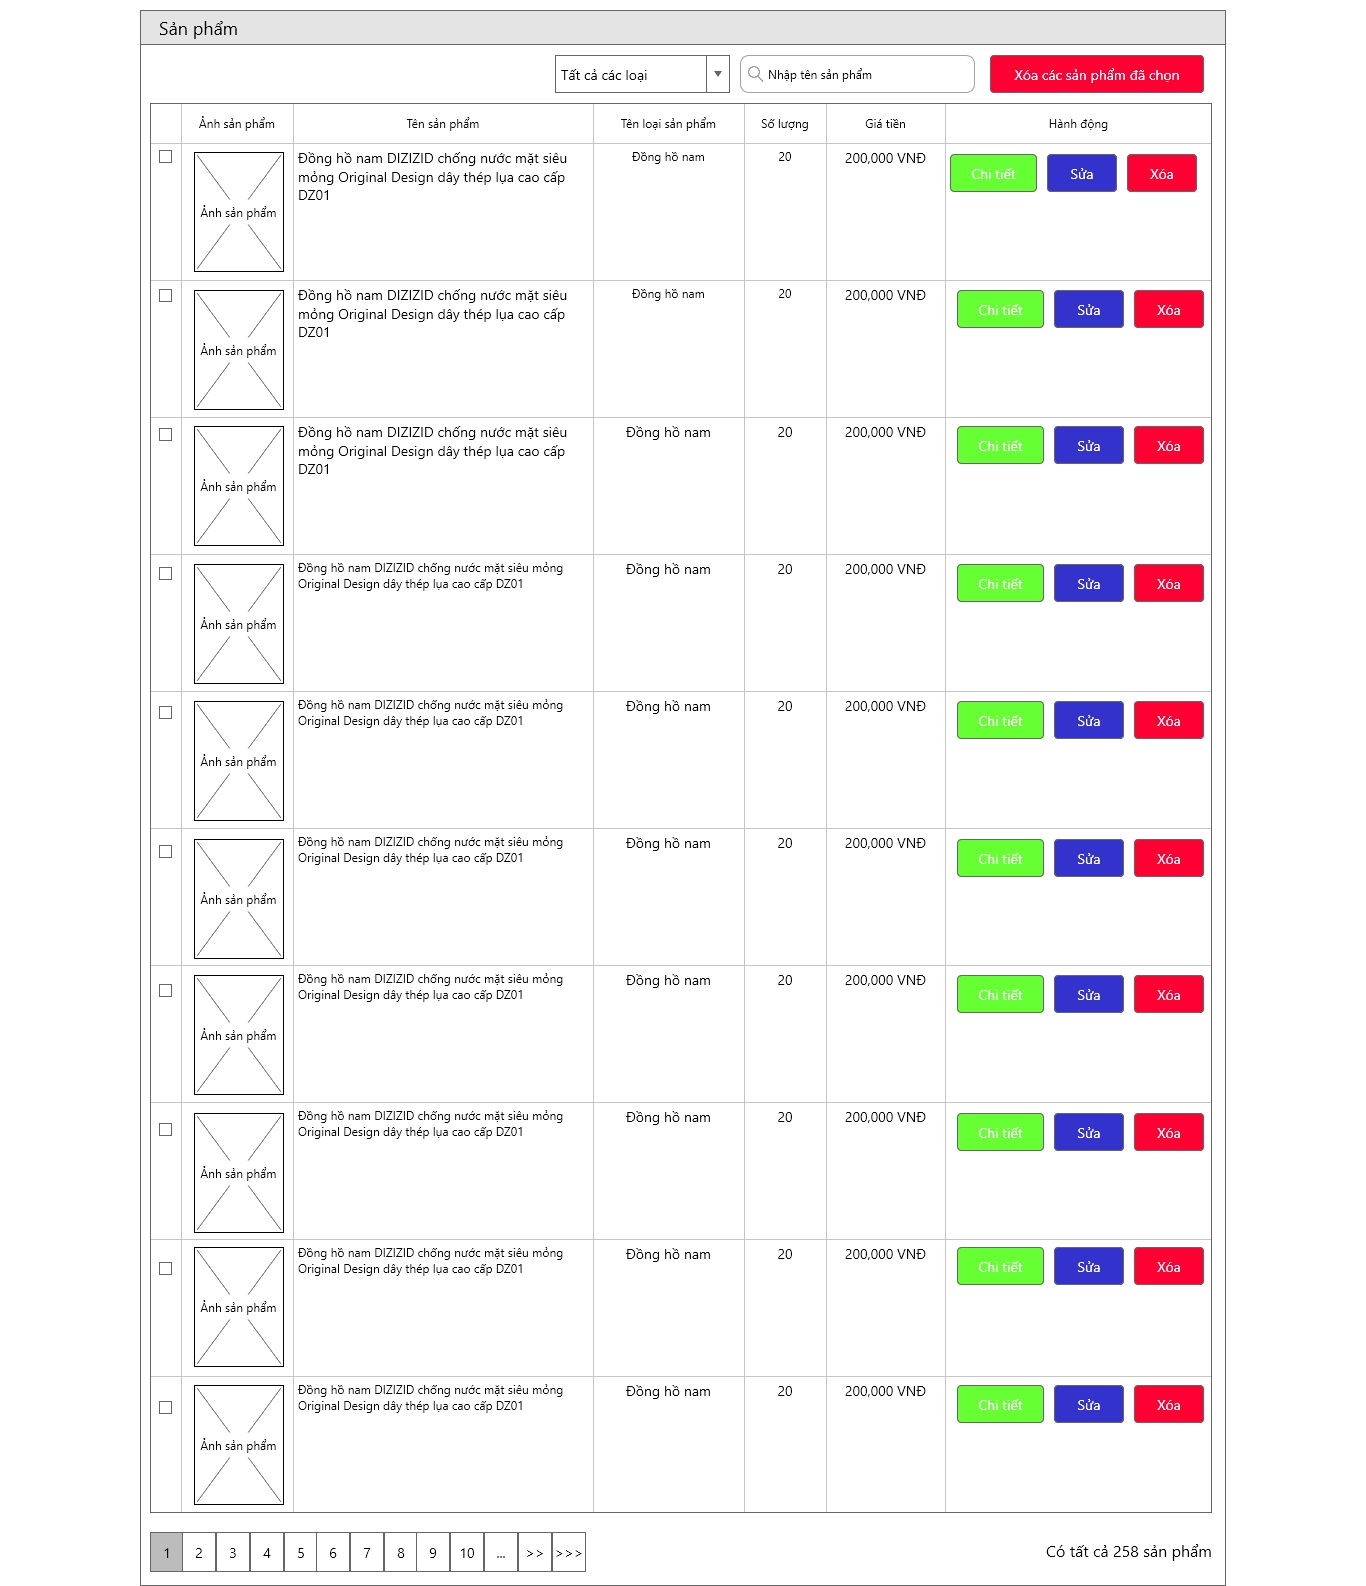 Sản phẩm
Tất cả các loại
Nhập tên sản phẩm
Xóa các sản phẩm đã chọn
Ảnh sản phẩm Tên sản phẩm Tên loại sản phẩm Số lượng Giá tiền Hành động
Đồng hồ nam DIZIZID chống nước mặt siêu
mỏng Original Design dây thép lụa cao cấp
DZ01
Đồng hồ nam 20 200,000 VNĐ Chi tiết Sửa Xóa
Ảnh sản phẩm
Đồng hồ nam DIZIZID chống nước mặt siêu
mỏng Original Design dây thép lụa cao cấp
DZ01
Đồng hồ nam 20 200,000 VNĐ Chi tiết Sửa Xóa
Ảnh sản phẩm
Đồng hồ nam DIZIZID chống nước mặt siêu
mỏng Original Design dây thép lụa cao cấp
DZ01
Đồng hồ nam 20 200,000 VNĐ Chi tiết Sửa Xóa
Ảnh sản phẩm
Đồng hồ nam DIZIZID chống nước mặt siêu mỏng
Original Design dây thép lụa cao cấp DZ01
Đồng hồ nam 20 200,000 VNĐ Chi tiết Sửa Xóa
Ảnh sản phẩm
Đồng hồ nam DIZIZID chống nước mặt siêu mỏng
Original Design dây thép lụa cao cấp DZ01
Đồng hồ nam 20 200,000 VNĐ Chi tiết Sửa Xóa
Ảnh sản phẩm
Đồng hồ nam DIZIZID chống nước mặt siêu mỏng
Original Design dây thép lụa cao cấp DZ01
Đồng hồ nam 20 200,000 VNĐ Chi tiết Sửa Xóa
Ảnh sản phẩm
Đồng hồ nam DIZIZID chống nước mặt siêu mỏng
Original Design dây thép lụa cao cấp DZ01
Đồng hồ nam 20 200,000 VNĐ Chi tiết Sửa Xóa
Ảnh sản phẩm
Đồng hồ nam DIZIZID chống nước mặt siêu mỏng
Original Design dây thép lụa cao cấp DZ01
Đồng hồ nam 20 200,000 VNĐ Chi tiết Sửa Xóa
Ảnh sản phẩm
Đồng hồ nam DIZIZID chống nước mặt siêu mỏng
Original Design dây thép lụa cao cấp DZ01
Đồng hồ nam 20 200,000 VNĐ Chi tiết Sửa Xóa
Ảnh sản phẩm
Đồng hồ nam DIZIZID chống nước mặt siêu mỏng
Original Design dây thép lụa cao cấp DZ01
Đồng hồ nam 20 200,000 VNĐ Chi tiết Sửa Xóa
Ảnh sản phẩm
1 2 3 4 5 6 7 8 9 10 ... >> >>>
Có tất cả 258 sản phẩm